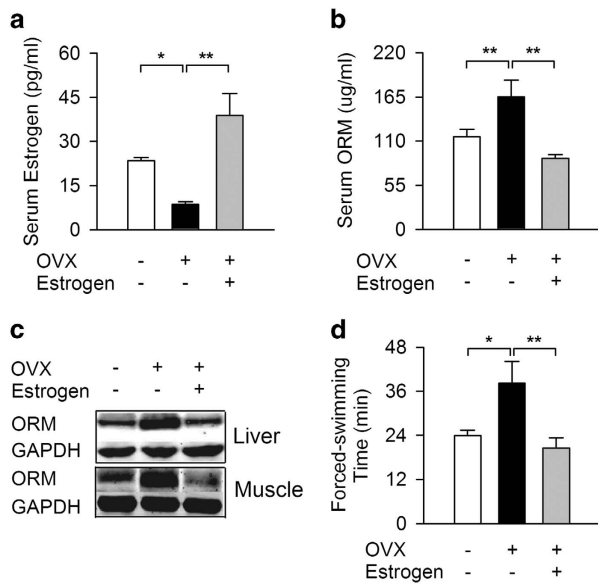 a
Serum Estrogen (pg/ml)
60
45
30
15
0
* **
OVX - + +
Estrogen - - +
b
Serum ORM (ug/ml)
220
165
110
55
0
** **
OVX - + +
Estrogen - - +
c
OVX - + +
Estrogen - - +
ORM
GAPDH
Liver
ORM
GAPDH
Muscle
d
Forced-swimming
Time (min)
48
36
24
12
0
* **
OVX - + +
Estrogen - - +